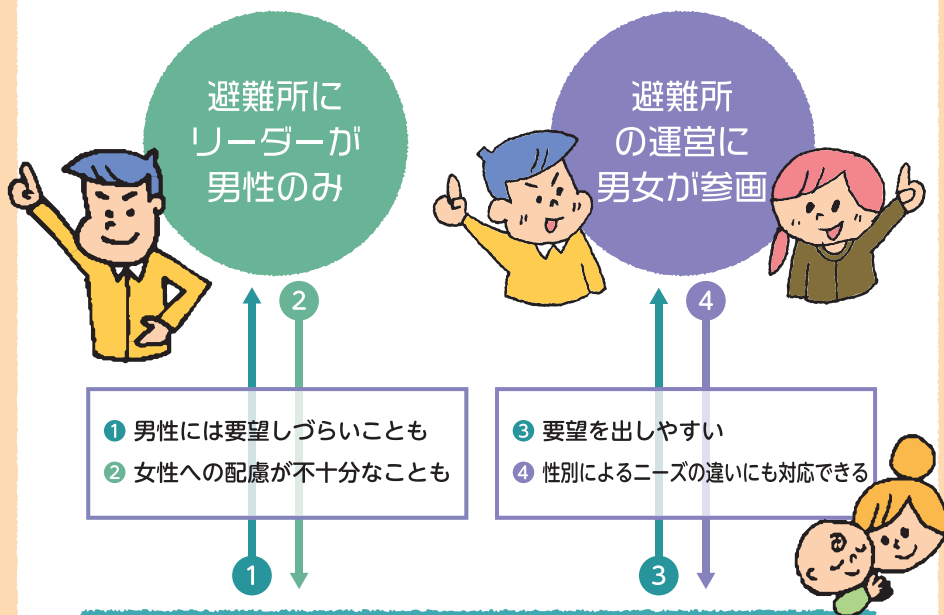 避難所に
リーダーが
男性のみ
避難所
の運営に
男女が参画
2
4
1 男性には要望しづらいことも
2 女性への配慮が不十分なことも
3 要望を出しやすい
4 性別によるニーズの違いにも対応できる
1
3